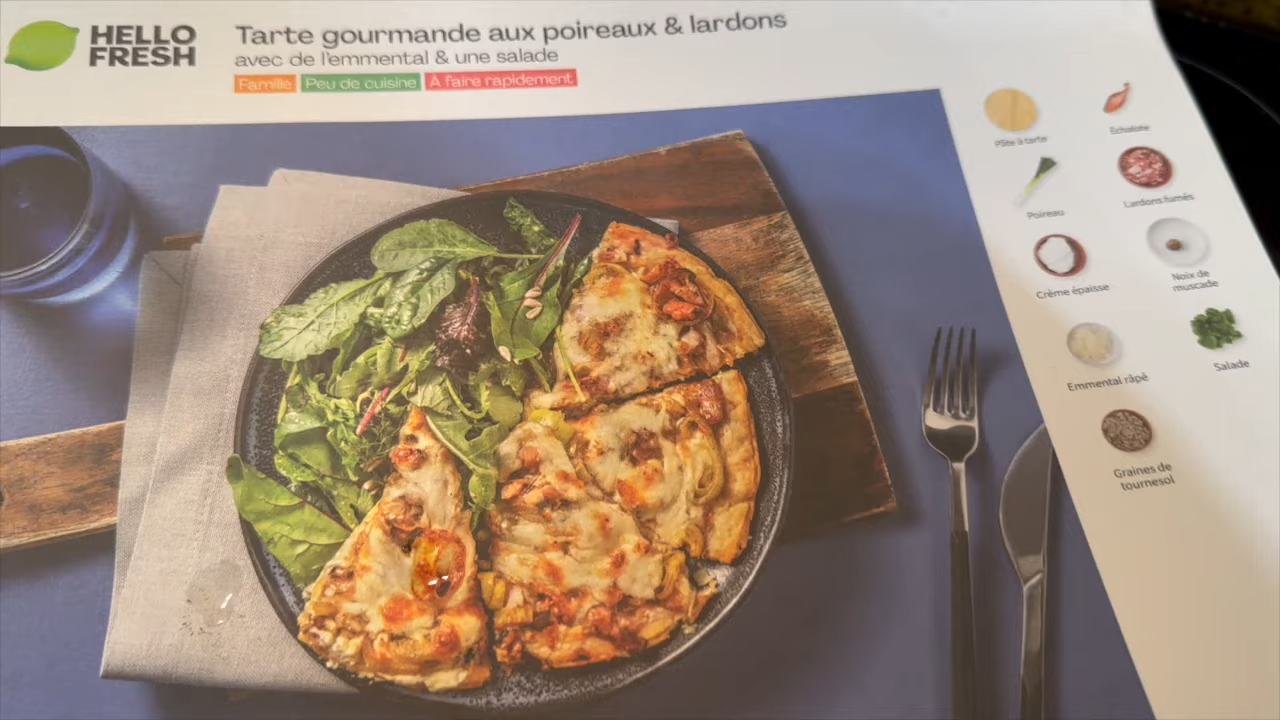 HELLO
FRESH
Tarte gourmande aux poireaux & lardons
avec de l'emmental & une salade
Famille
Peu de cuisine
À faire rapidement
Pâte à tarte
Echalote
Poireau
Lardons fumés
Crème épaisse
Noix de
muscade
Emmental râpé
Salade
Graines de
tournesol